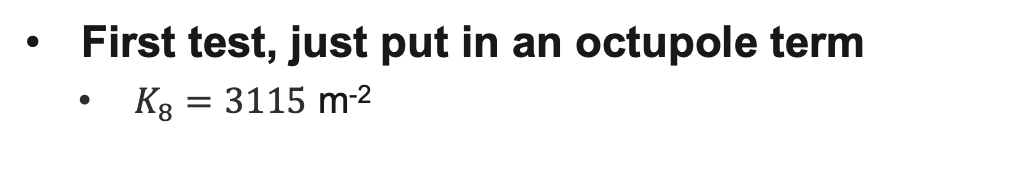 • First test, just put in an octupole term
• K₈ = 3115 m⁻²